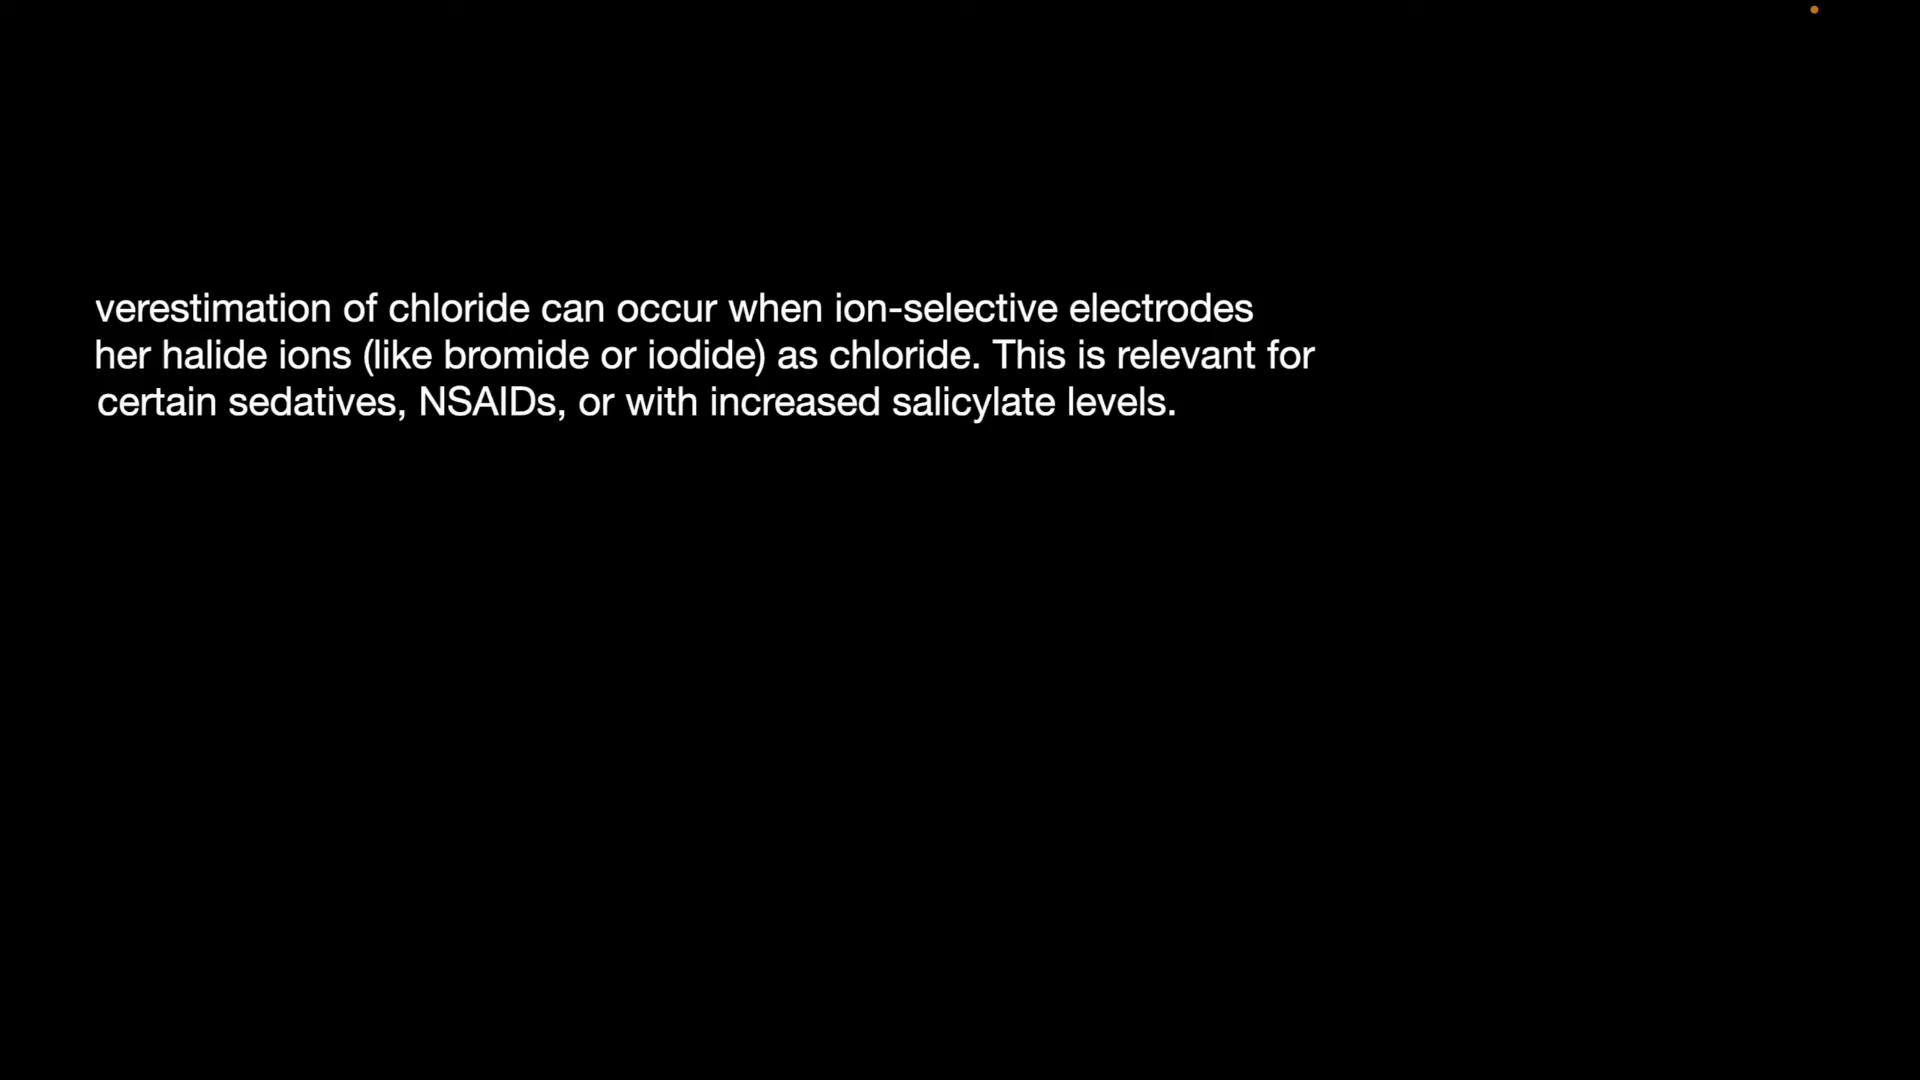 verestimation of chloride can occur when ion-selective electrodes
her halide ions (like bromide or iodide) as chloride. This is relevant for
certain sedatives, NSAIDs, or with increased salicylate levels.